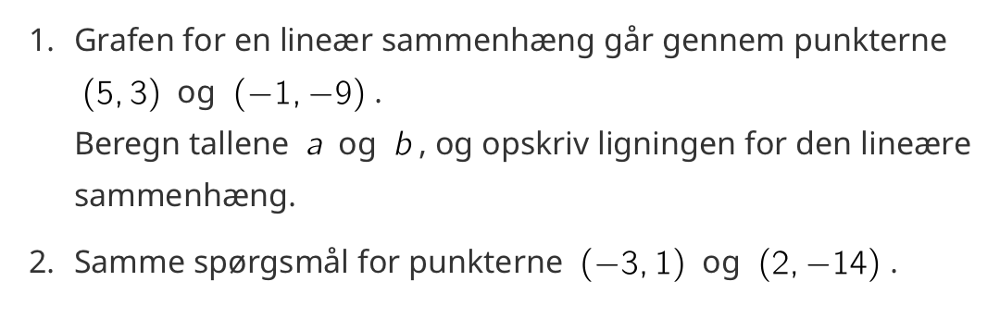 1. Grafen for en lineær sammenhæng går gennem punkterne
(5, 3) og (−1, −9).
Beregn tallene a og b, og opskriv ligningen for den lineære
sammenhæng.
2. Samme spørgsmål for punkterne (−3, 1) og (2, −14).